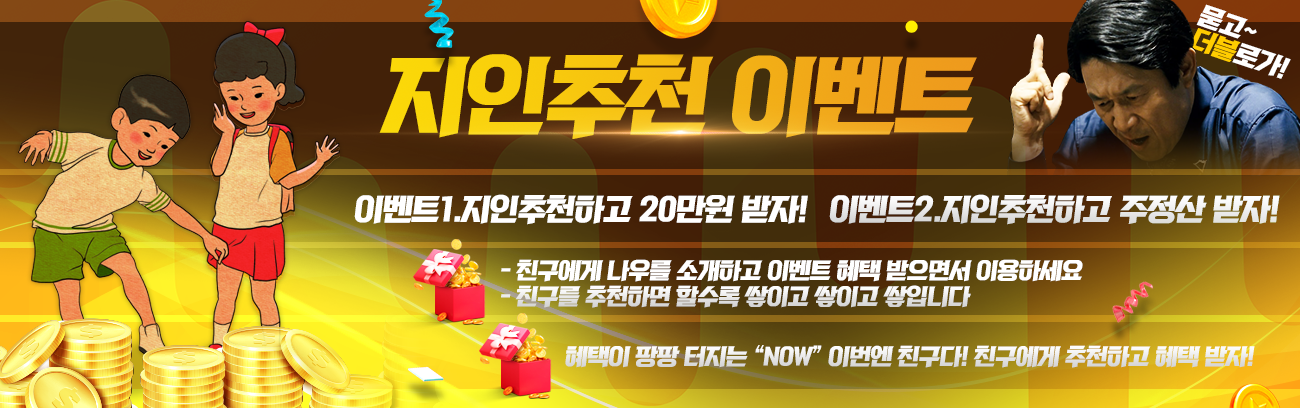 묻고~
더블로가!
지인추천 이벤트
이벤트1.지인추천하고 20만원 받자! 이벤트2.지인추천하고 주정산 받자!
- 친구에게 나우를 소개하고 이벤트 혜택 받으면서 이용하세요
- 친구를 추천하면 할수록 쌓이고 쌓이고 쌓입니다
혜택이 팡팡 터지는 “NOW” 이번엔 친구다! 친구에게 추천하고 혜택 받자!